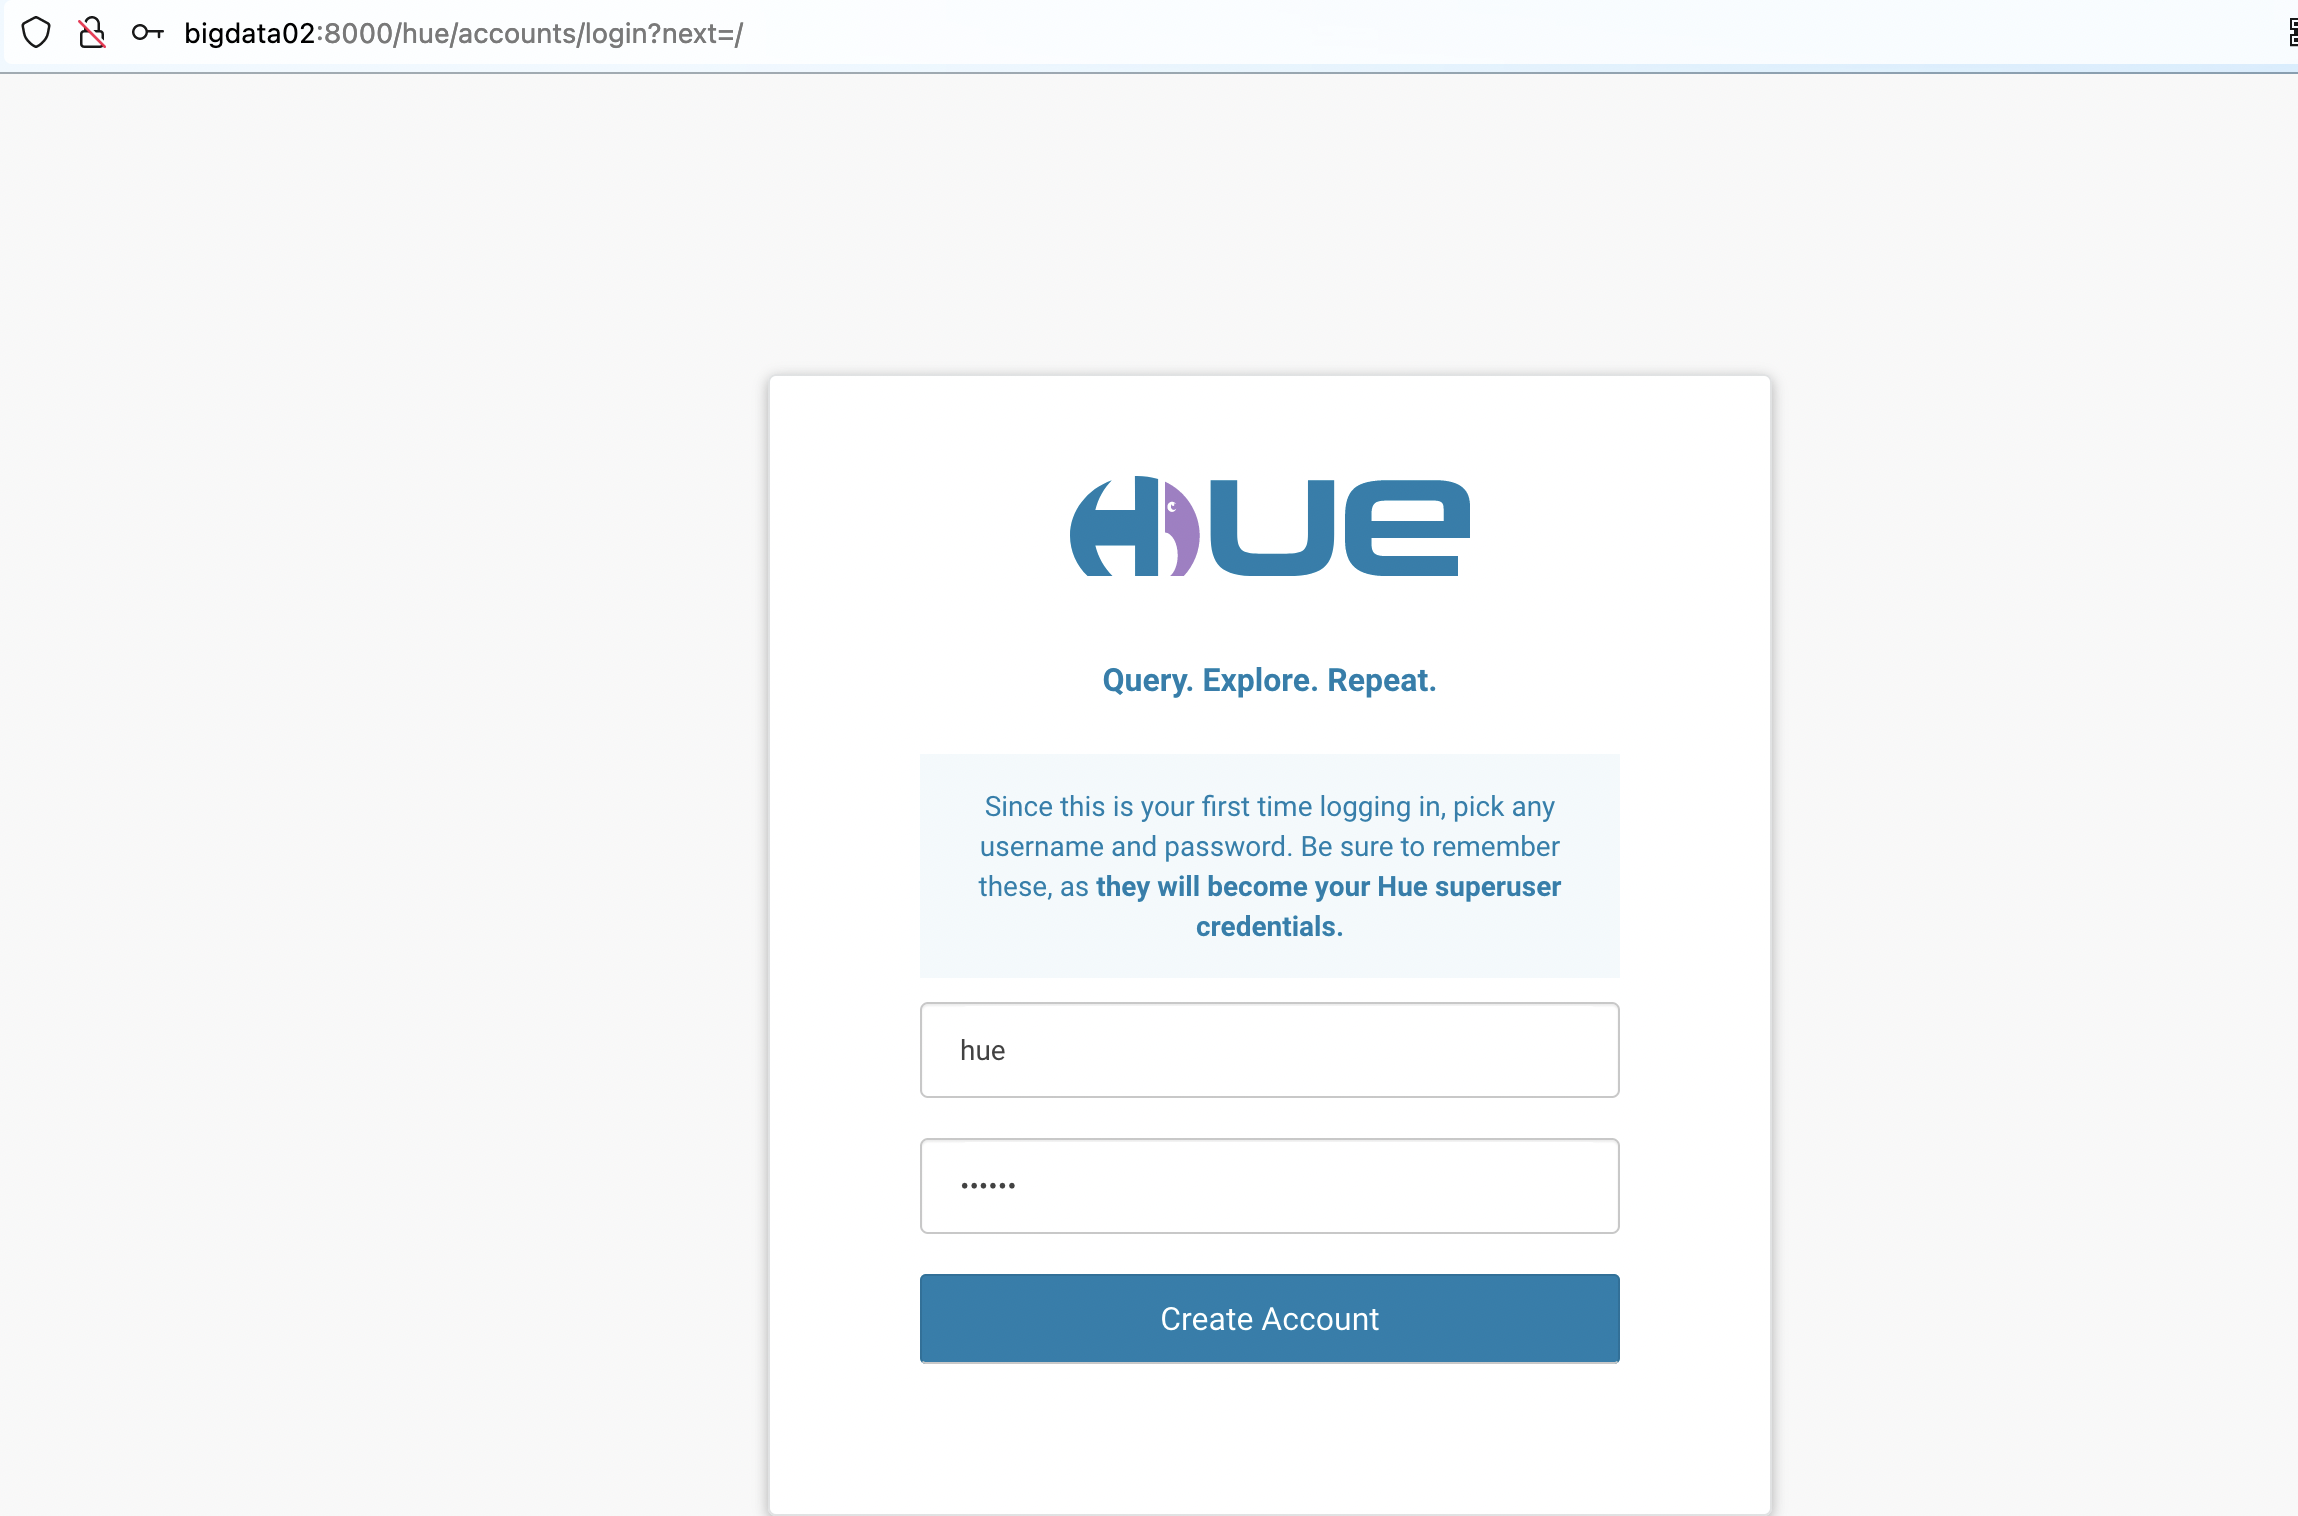 bigdata02:8000/hue/accounts/login?next=/
HUE
Query. Explore. Repeat.
Since this is your first time logging in, pick any
username and password. Be sure to remember
these, as they will become your Hue superuser
credentials.
hue
••••••
Create Account